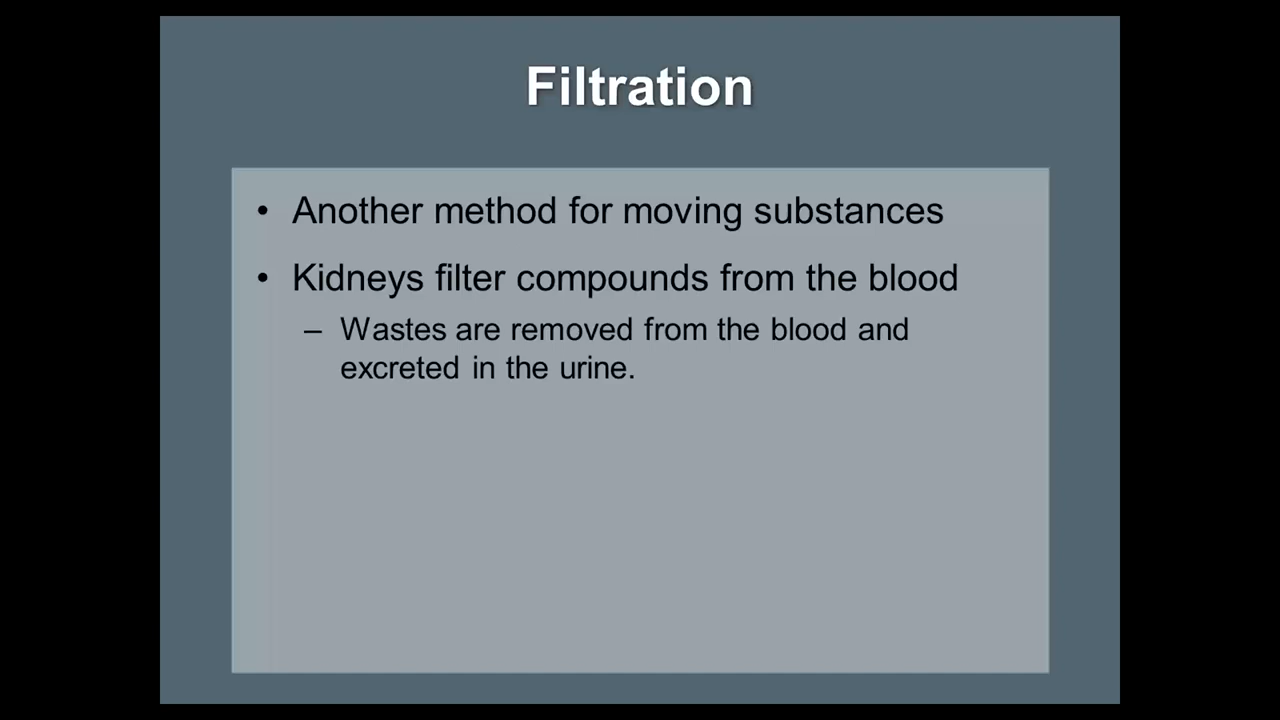 Filtration
• Another method for moving substances
• Kidneys filter compounds from the blood
– Wastes are removed from the blood and
excreted in the urine.